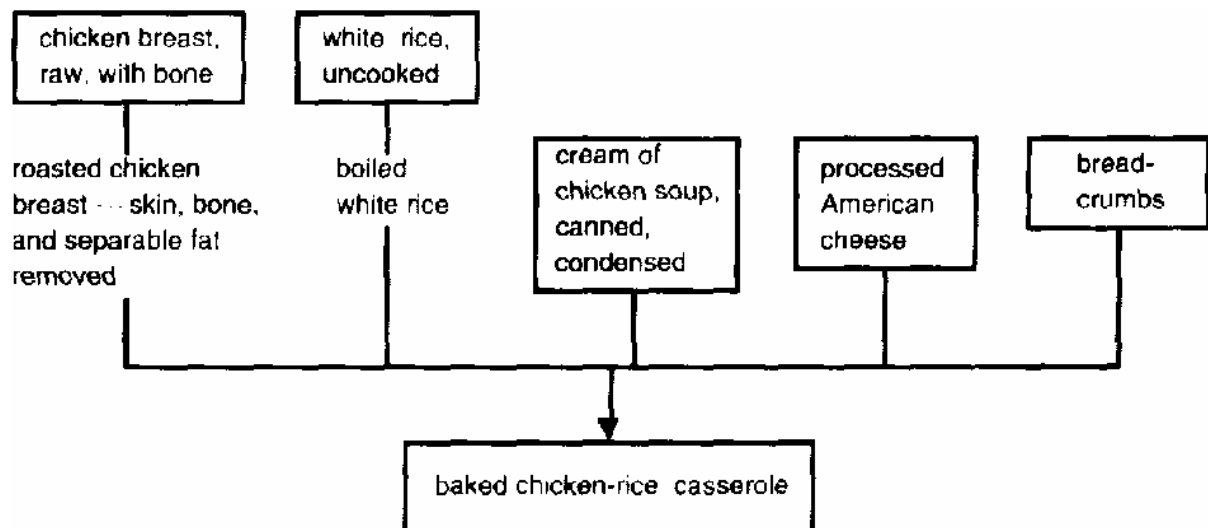 chicken breast,
raw, with bone
white rice,
uncooked
roasted chicken
breast --- skin, bone,
and separable fat
removed
boiled
white rice
cream of
chicken soup,
canned,
condensed
processed
American
cheese
bread-
crumbs
baked chicken-rice casserole